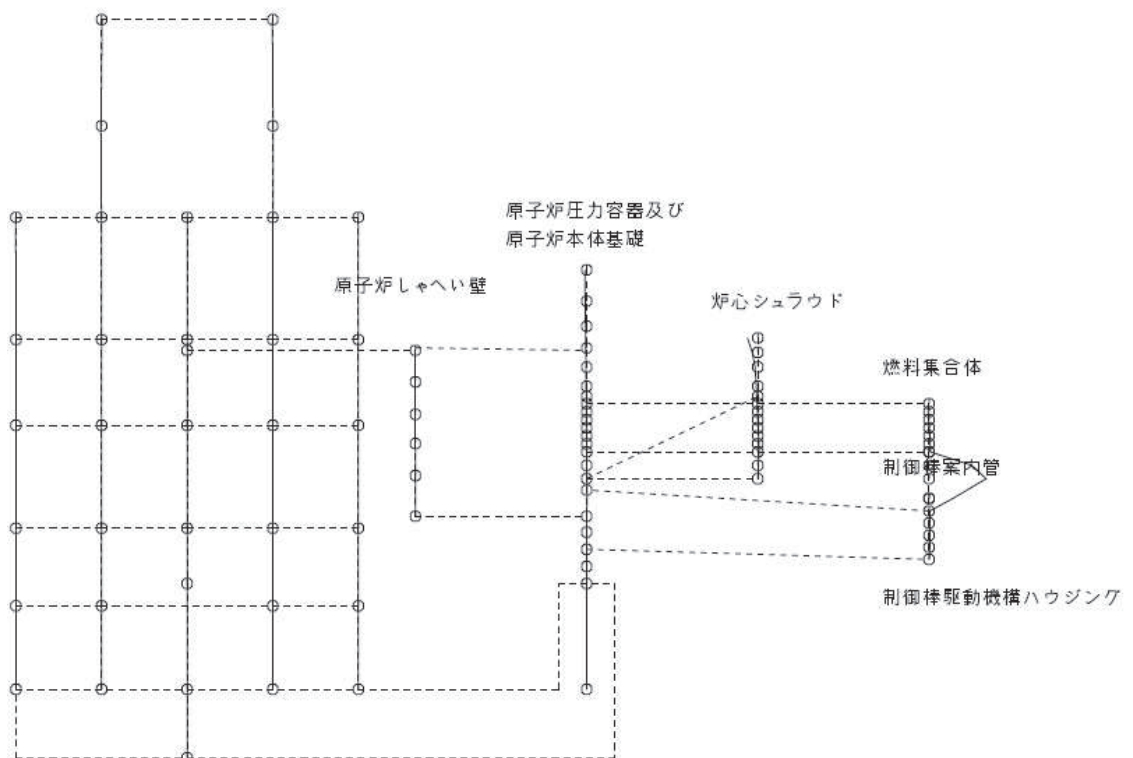 原子炉圧力容器及び
原子炉本体基礎
原子炉しゃへい壁
炉心シュラウド
燃料集合体
制御棒案内管
制御棒駆動機構ハウジング